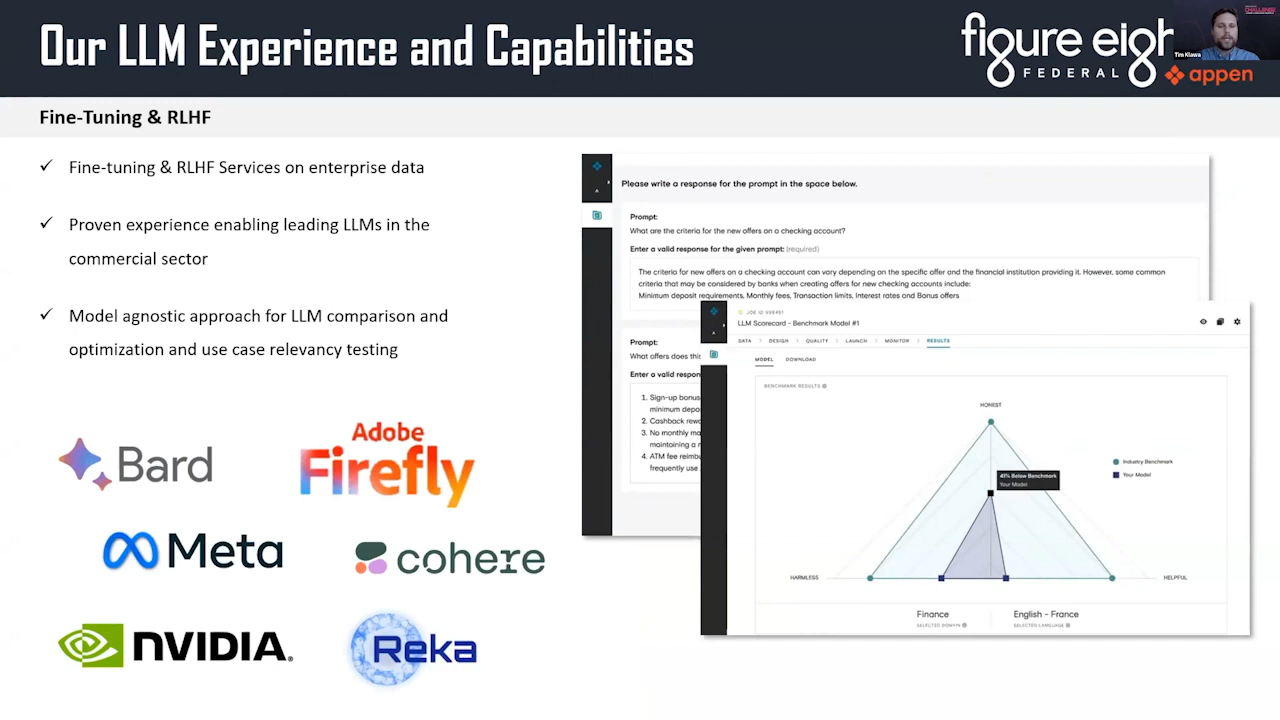 Our LLM Experience and Capabilities
figure eigh
FEDERAL
appen
CHALLENGE
Tim Klawa
Fine-Tuning & RLHF
✓ Fine-tuning & RLHF Services on enterprise data
✓ Proven experience enabling leading LLMs in the
commercial sector
✓ Model agnostic approach for LLM comparison and
optimization and use case relevancy testing
Bard
Adobe
Firefly
Meta
cohere
NVIDIA.
Reka
Please write a response for the prompt in the space below.
Prompt:
What are the criteria for the new offers on a checking account?
Enter a valid response for the given prompt: (required)
The criteria for new offers on a checking account can vary depending on the specific offer and the financial institution providing it. However, some common
criteria that may be considered by banks when creating offers for new checking accounts include:
Minimum deposit requirements, Monthly fees, Transaction limits, Interest rates and Bonus offers
Prompt:
What offers does this
Enter a valid respon
1. Sign-up bonus
minimum depo
2. Cashback rew
3. No monthly ma
maintaining a m
4. ATM fee reimbu
frequently use
LLM Scorecard - Benchmark Model #1
DATA > DESIGN > QUALITY > LAUNCH > MONITOR > RESULTS
MODEL DOWNLOAD
BENCHMARK RESULTS
HONEST
Industry Benchmark
Your Model
41% Below Benchmark
Your Model
HARMLESS
HELPFUL
Finance
SELECTED DOMAIN
English - France
SELECTED LANGUAGE